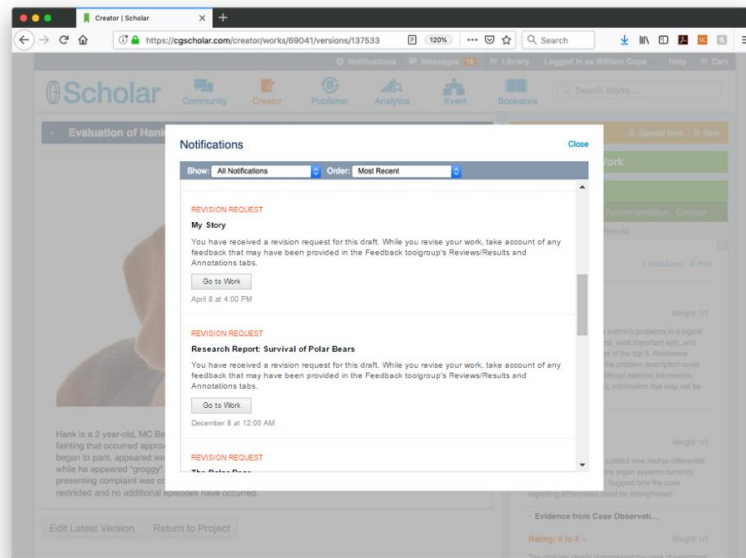 Creator | Scholar
https://cgscholar.com/creator/works/69041/versions/137533
120%
Search
Notifications Messages Library Logged in as William Cope Help Cart
Scholar
Community Creator Publisher Analytics Event Bookstore
Search Works...
Evaluation of Hank
Notifications
Close
Show: All Notifications Order: Most Recent
REVISION REQUEST
My Story
You have received a revision request for this draft. While you revise your work, take account of any
feedback that may have been provided in the Feedback toolgroup's Reviews/Results and
Annotations tabs.
Go to Work
April 8 at 4:00 PM
REVISION REQUEST
Research Report: Survival of Polar Bears
You have received a revision request for this draft. While you revise your work, take account of any
feedback that may have been provided in the Feedback toolgroup's Reviews/Results and
Annotations tabs.
Go to Work
December 8 at 12:00 AM
REVISION REQUEST
The Polar Bear
Hank is a 2 year-old, MC Be
fainting that occurred approx
began to pant, appeared we
while he appeared "groggy"
presenting complaint was co
restricted and no additional episodes have occurred.
Edit Latest Version Return to Project
Weight: 1/7
Weight: 1/7
regarding differentials could be strengthened.
- Evidence from Case Observati...
Rating: 0 to 4
Weight: 1/7